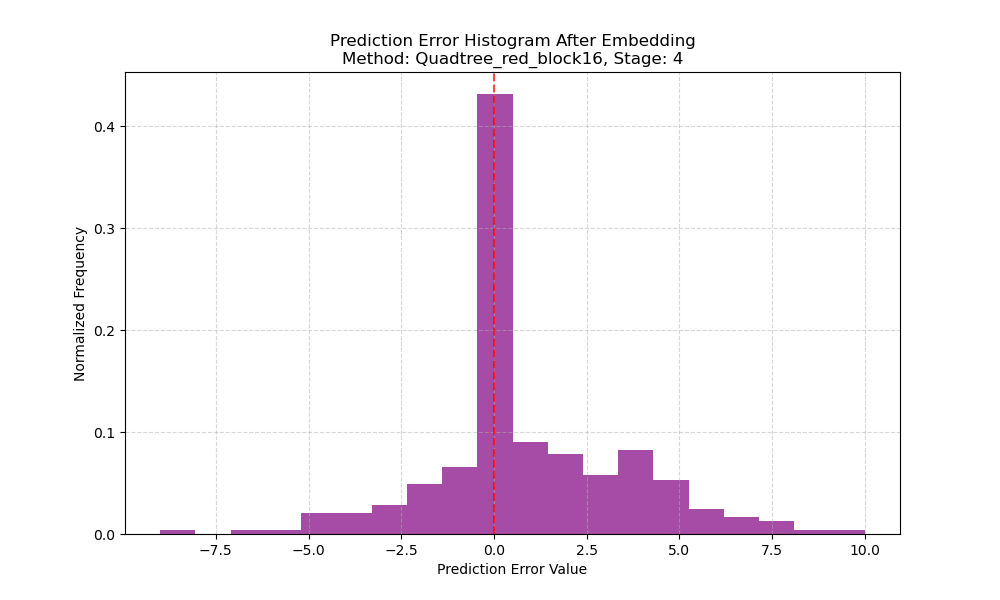 Prediction Error Histogram After Embedding
Method: Quadtree_red_block16, Stage: 4
Normalized Frequency
0.4
0.3
0.2
0.1
0.0
−7.5 −5.0 −2.5 0.0 2.5 5.0 7.5 10.0
Prediction Error Value